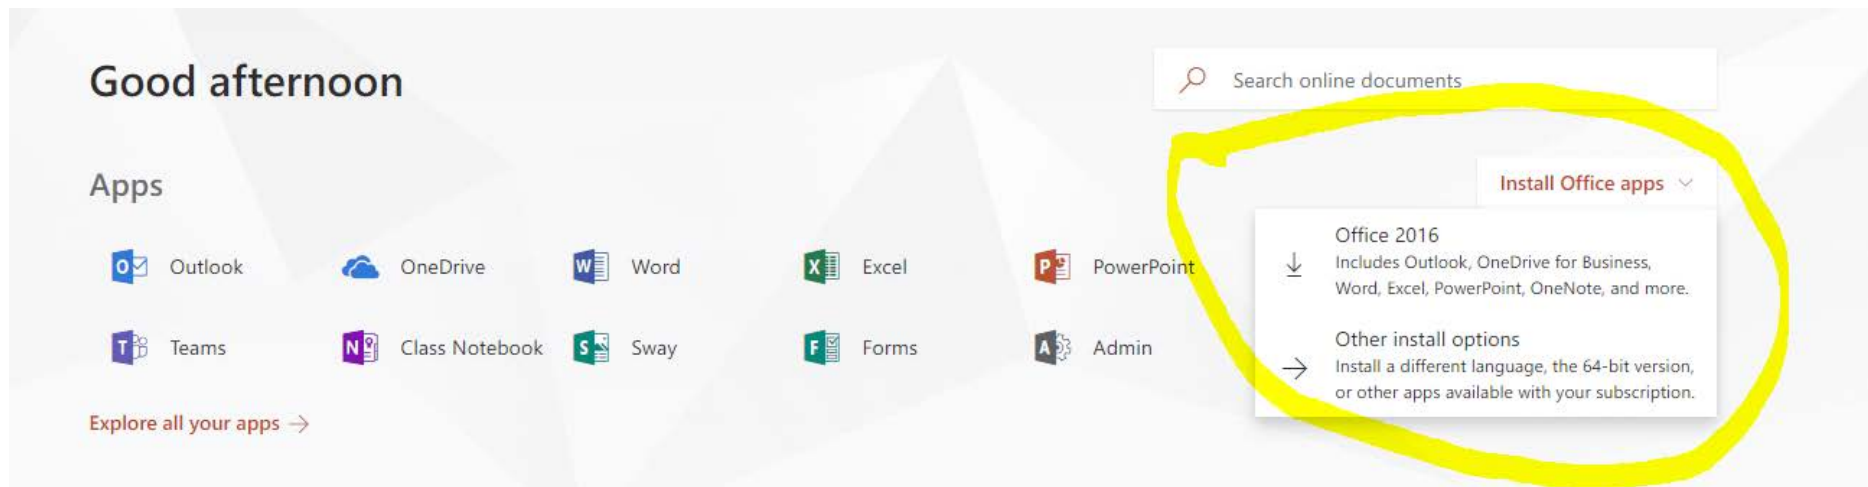 Good afternoon
Search online documents
Apps
Install Office apps
Outlook
OneDrive
Word
Excel
PowerPoint
Office 2016
Includes Outlook, OneDrive for Business,
Word, Excel, PowerPoint, OneNote, and more.
Teams
Class Notebook
Sway
Forms
Admin
Other install options
Install a different language, the 64-bit version,
or other apps available with your subscription.
Explore all your apps